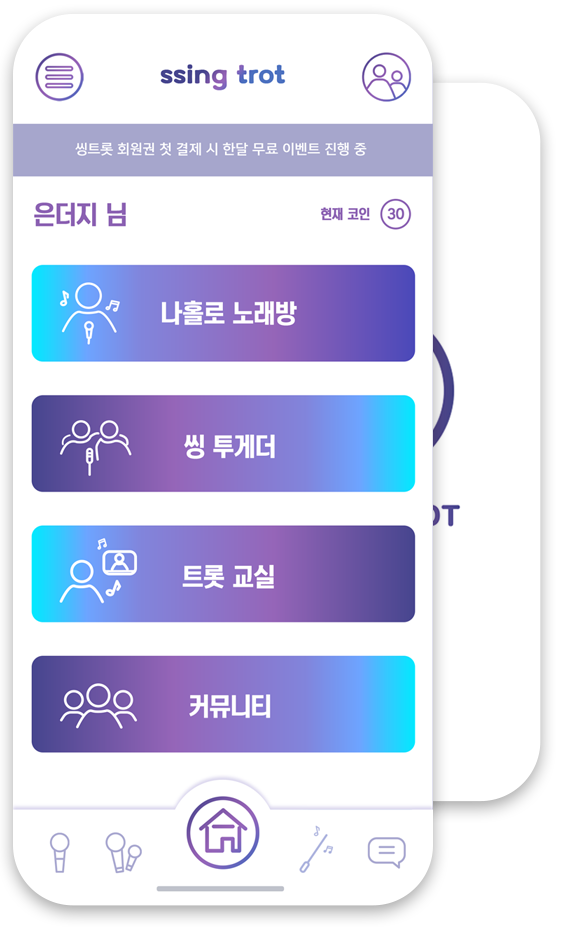 ssing trot
씽트롯 회원권 첫 결제 시 한달 무료 이벤트 진행 중
은더지 님
현재 코인 30
나홀로 노래방
씽 투게더
트롯 교실
커뮤니티